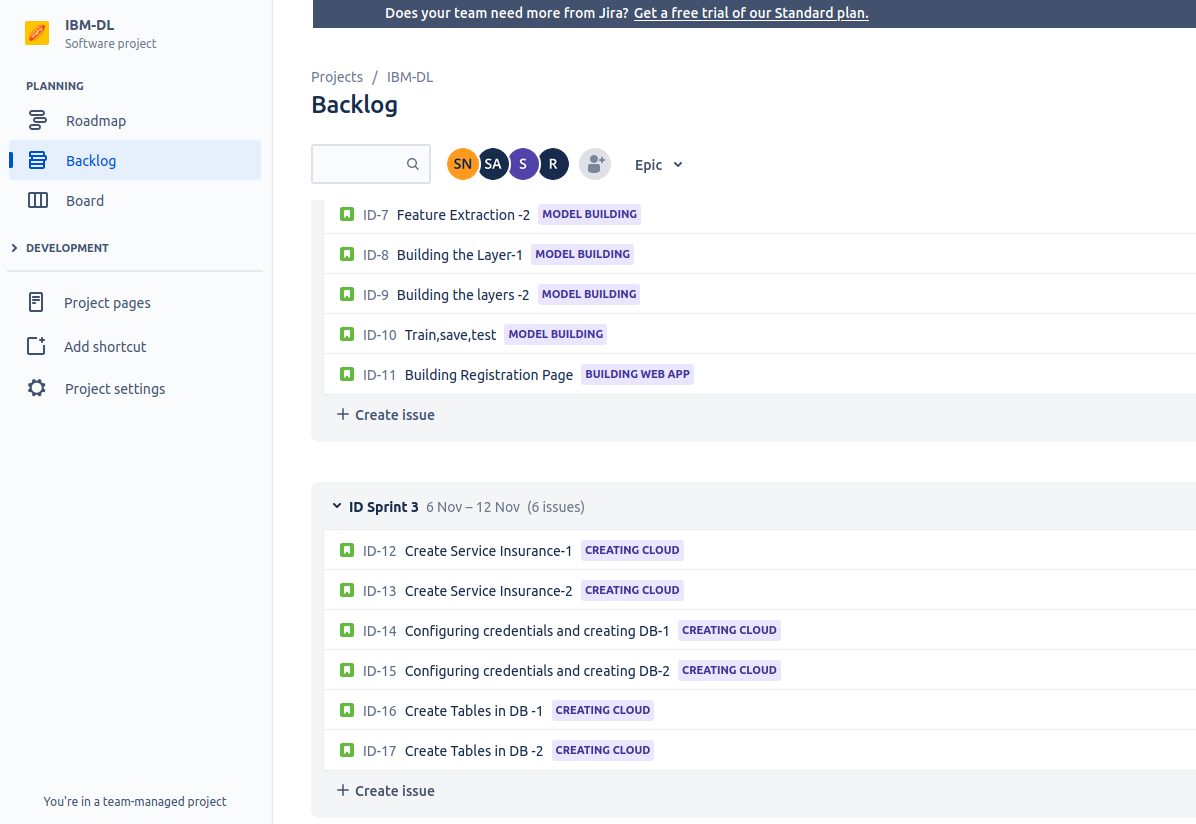 IBM-DL
Software project
PLANNING
Roadmap
Backlog
Board
DEVELOPMENT
Project pages
Add shortcut
Project settings
You're in a team-managed project
Does your team need more from Jira? Get a free trial of our Standard plan.
Projects / IBM-DL
Backlog
SN SA S R Epic
ID-7 Feature Extraction -2 MODEL BUILDING
ID-8 Building the Layer-1 MODEL BUILDING
ID-9 Building the layers -2 MODEL BUILDING
ID-10 Train,save,test MODEL BUILDING
ID-11 Building Registration Page BUILDING WEB APP
+ Create issue
ID Sprint 3 6 Nov – 12 Nov (6 issues)
ID-12 Create Service Insurance-1 CREATING CLOUD
ID-13 Create Service Insurance-2 CREATING CLOUD
ID-14 Configuring credentials and creating DB-1 CREATING CLOUD
ID-15 Configuring credentials and creating DB-2 CREATING CLOUD
ID-16 Create Tables in DB -1 CREATING CLOUD
ID-17 Create Tables in DB -2 CREATING CLOUD
+ Create issue